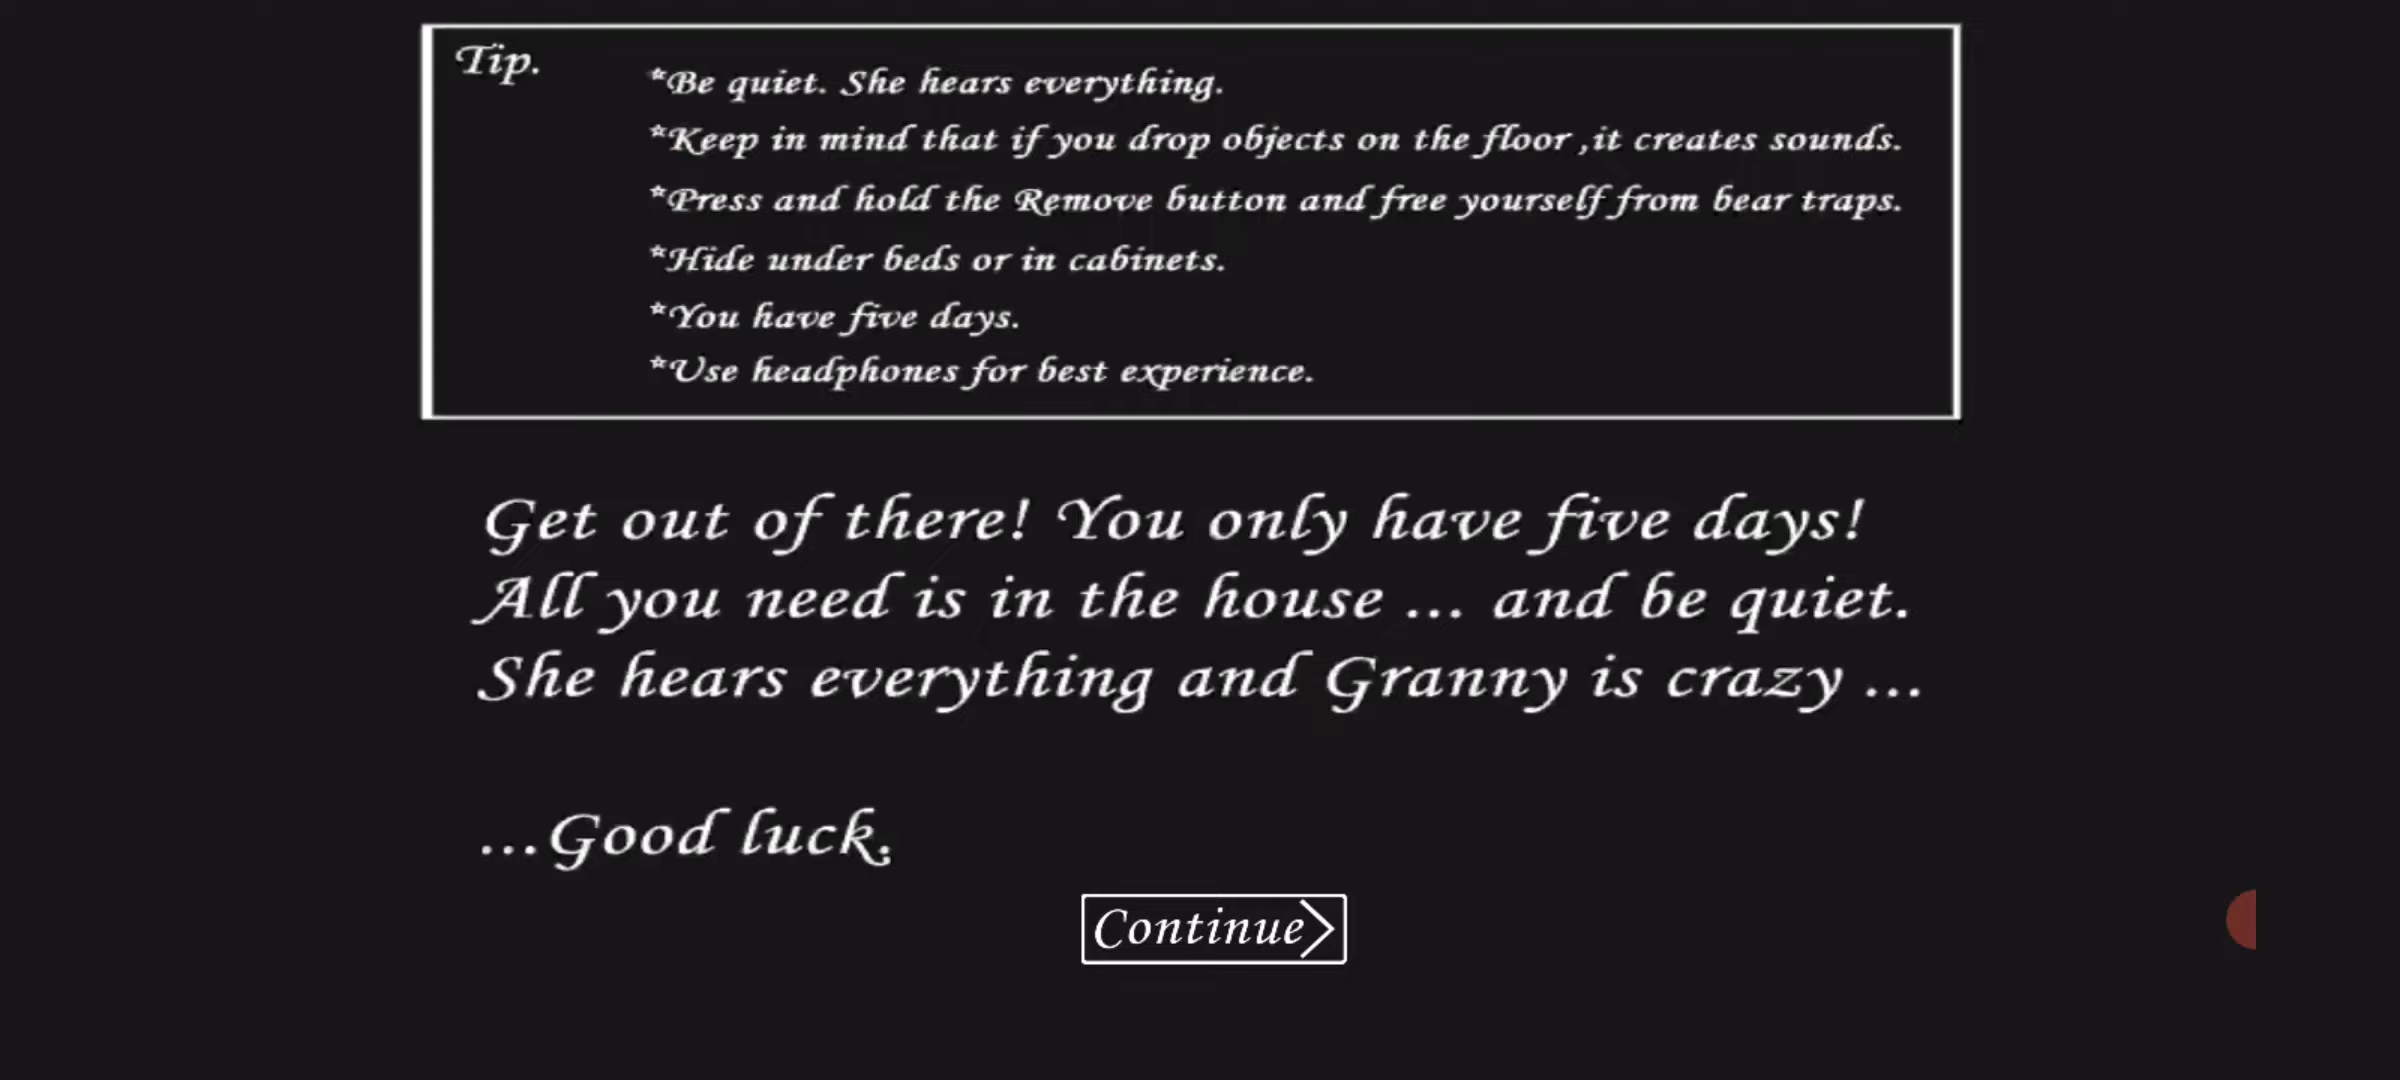 Tip.
*Be quiet. She hears everything.
*Keep in mind that if you drop objects on the floor ,it creates sounds.
*Press and hold the Remove button and free yourself from bear traps.
*Hide under beds or in cabinets.
*You have five days.
*Use headphones for best experience.
Get out of there! You only have five days!
All you need is in the house ... and be quiet.
She hears everything and Granny is crazy ...
...Good luck.
Continue>